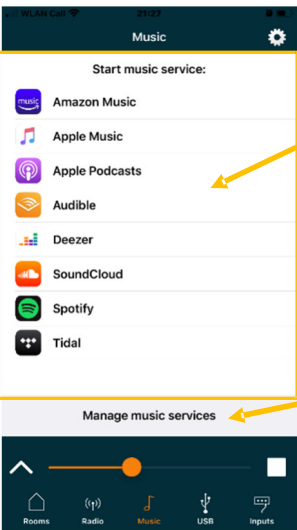 WLAN Call 21:27
Music
Start music service:
music Amazon Music
Apple Music
Apple Podcasts
Audible
Deezer
SoundCloud
Spotify
Tidal
Manage music services
Rooms Radio Music USB Inputs